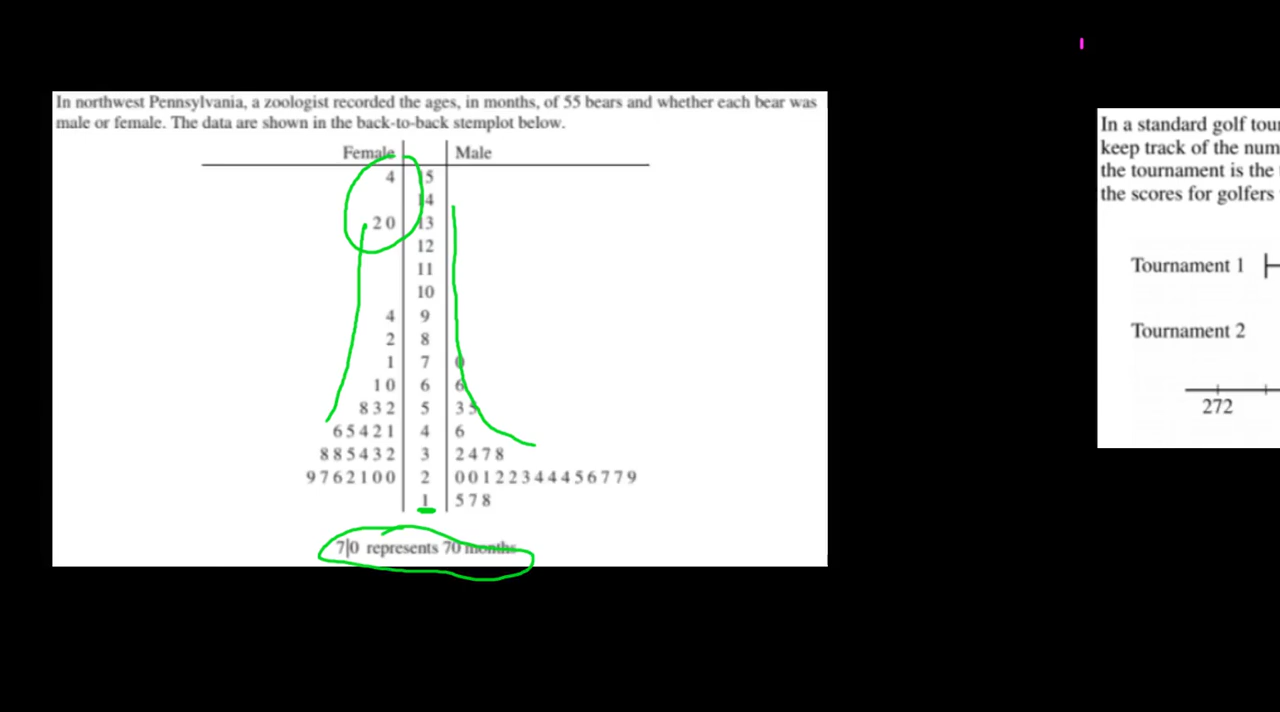 In northwest Pennsylvania, a zoologist recorded the ages, in months, of 55 bears and whether each bear was
male or female. The data are shown in the back-to-back stemplot below.
Female Male
4 15
14
2 0 13
12
11
10
4 9
2 8
1 7 0
1 0 6 6
8 3 2 5 3 5
6 5 4 2 1 4 6
8 8 5 4 3 2 3 2 4 7 8
9 7 6 2 1 0 0 2 0 0 1 2 2 3 4 4 4 5 6 7 7 9
1 5 7 8
7|0 represents 70 months
In a standard golf
keep track of the
the tournament is the
the scores for golfers
Tournament 1
Tournament 2
272